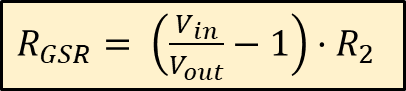 R_GSR = (V_in/V_out − 1) · R_2